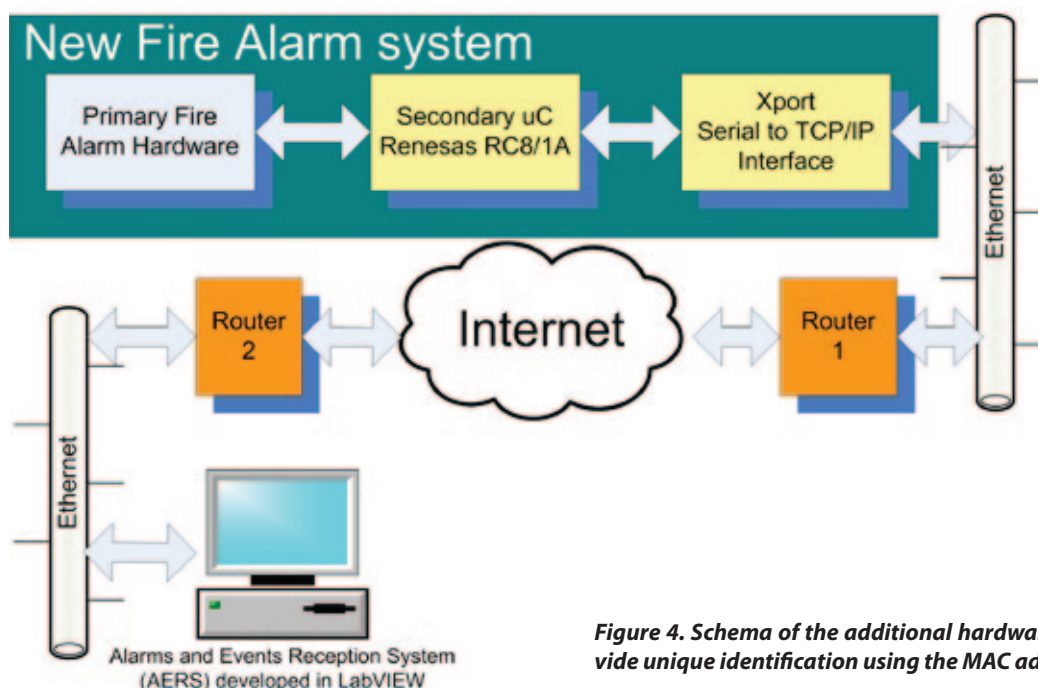 New Fire Alarm system
Primary Fire
Alarm Hardware
Secondary uC
Renesas RC8/1A
Xport
Serial to TCP/IP
Interface
Ethernet
Router
2
Internet
Router
1
Ethernet
Alarms and Events Reception System
(AERS) developed in LabVIEW
Figure 4. Schema of the additional hardwar
vide unique identification using the MAC ad